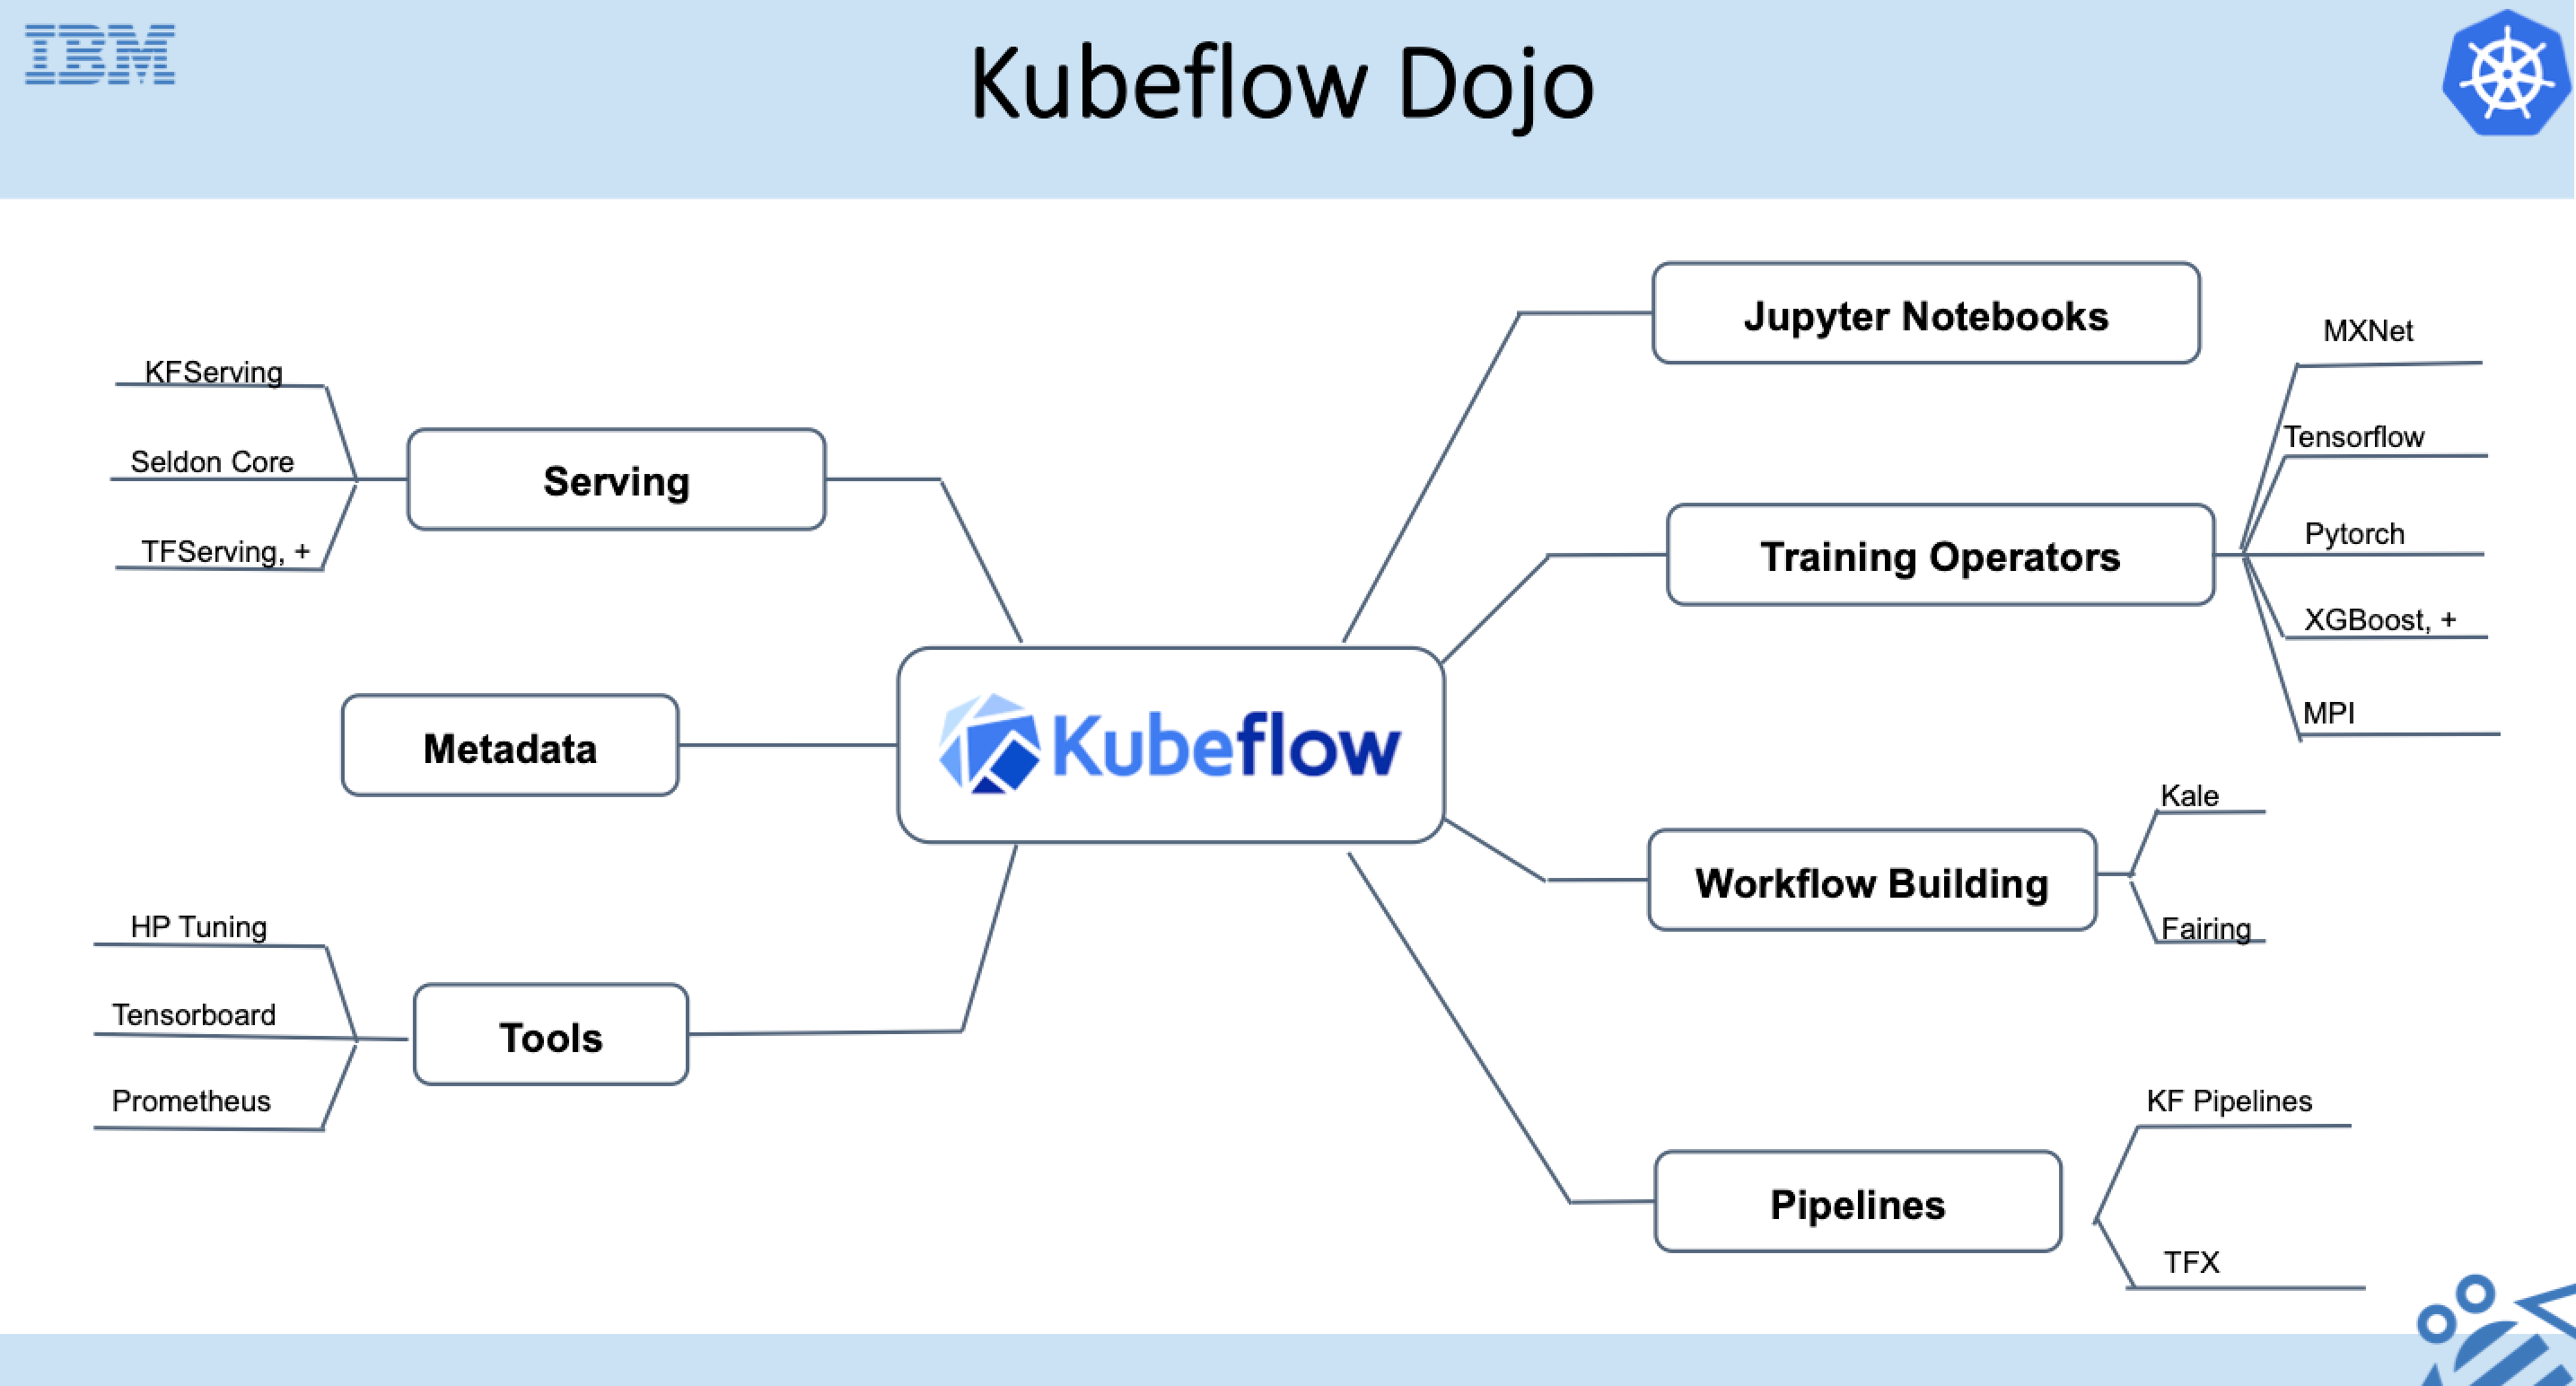 IBM
Kubeflow Dojo
KFServing
Seldon Core
TFServing, +
Serving
Metadata
HP Tuning
Tensorboard
Prometheus
Tools
Kubeflow
Jupyter Notebooks
Training Operators
MXNet
Tensorflow
Pytorch
XGBoost, +
MPI
Workflow Building
Kale
Fairing
Pipelines
KF Pipelines
TFX